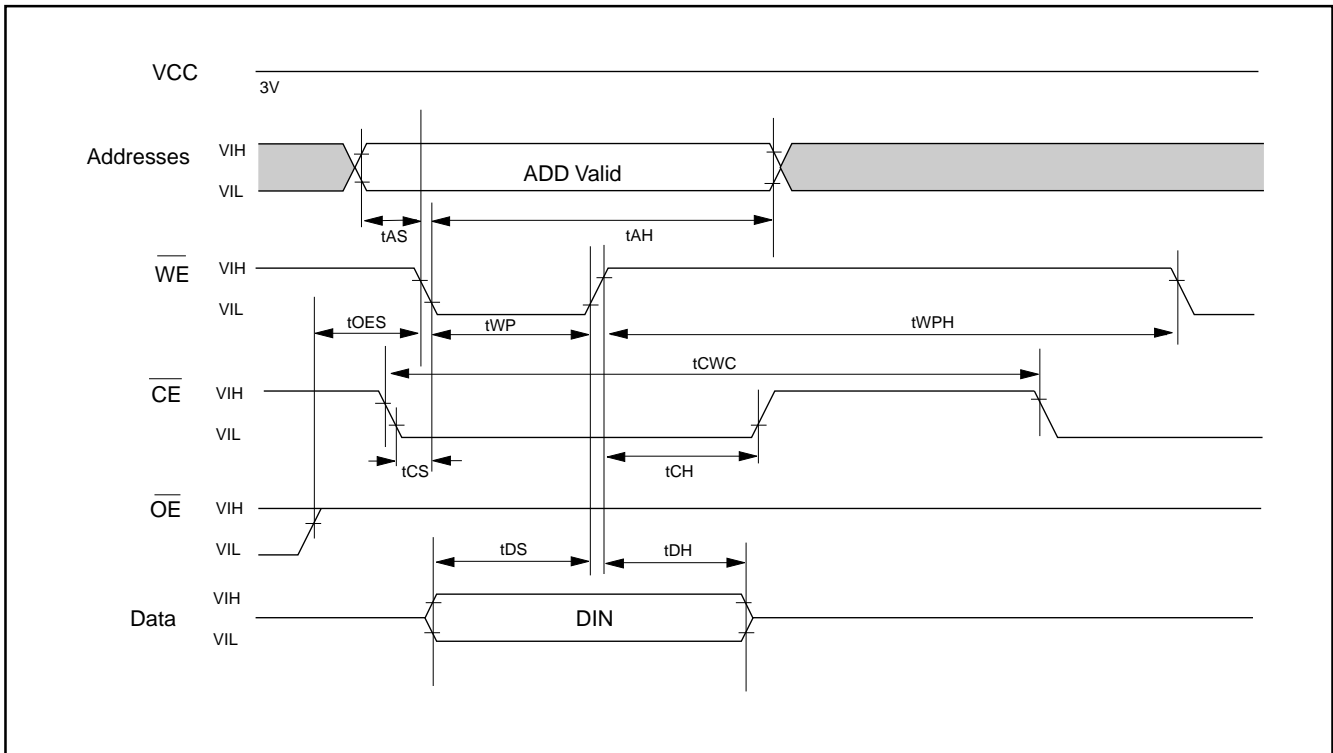 VCC
3V
Addresses
VIH
VIL
ADD Valid
tAS
tAH
WE
VIH
VIL
tOES
tWP
tWPH
tCWC
CE
VIH
VIL
tCS
tCH
OE
VIH
VIL
tDS
tDH
Data
VIH
VIL
DIN